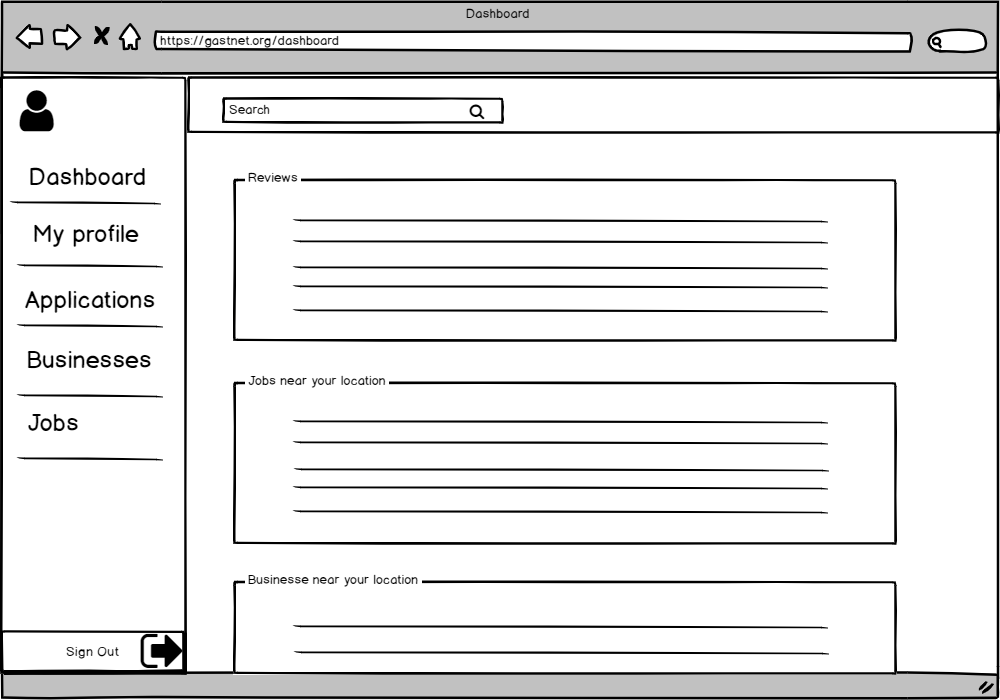 Dashboard
https://gastnet.org/dashboard
Search
Dashboard
My profile
Applications
Businesses
Jobs
Sign Out
Reviews
Jobs near your location
Businesse near your location